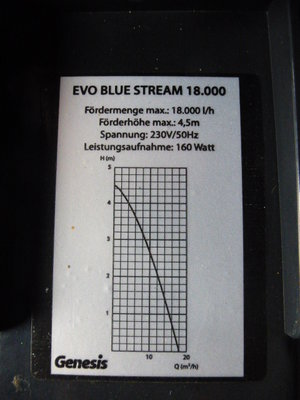 EVO BLUE STREAM 18.000
Fördermenge max.: 18.000 l/h
Förderhöhe max.: 4,5m
Spannung: 230V/50Hz
Leistungsaufnahme: 160 Watt
H (m)
5
4
3
2
1
10 20
Genesis Q (m³/h)